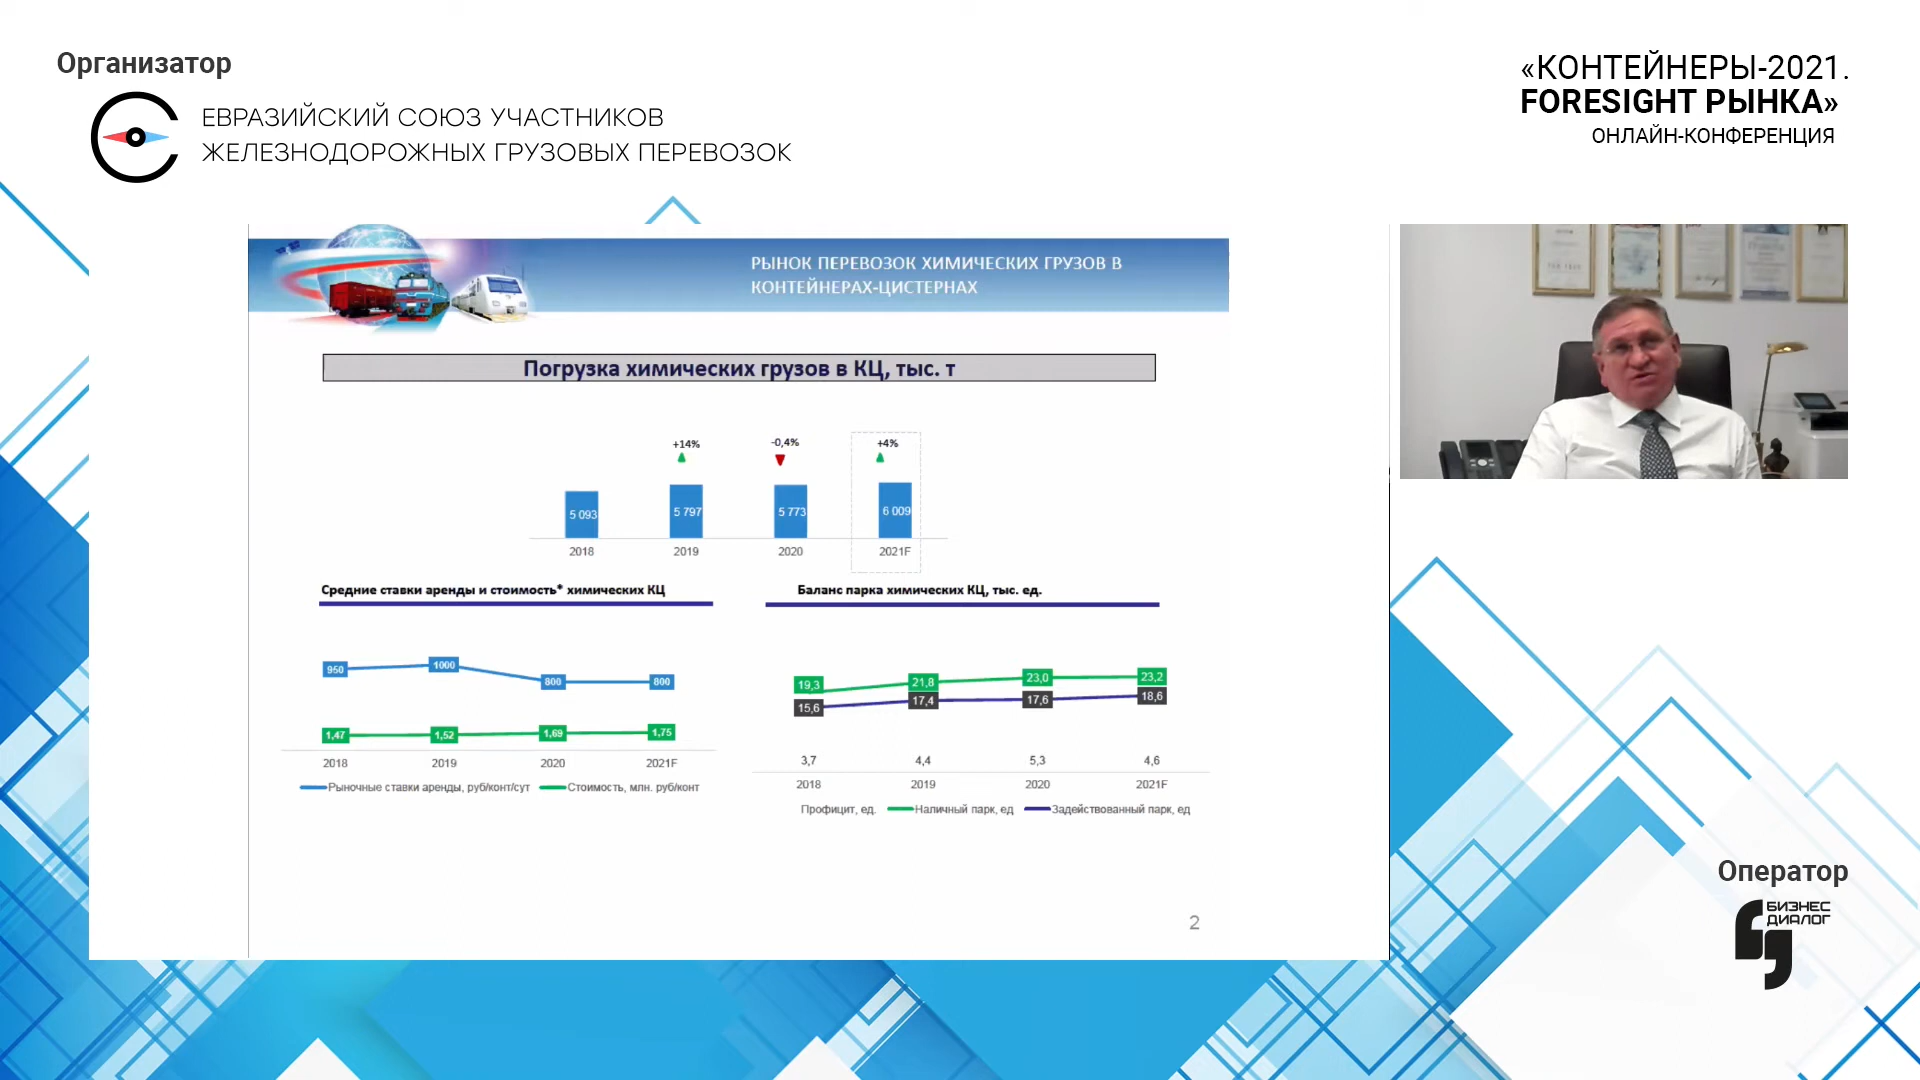 Организатор
ЕВРАЗИЙСКИЙ СОЮЗ УЧАСТНИКОВ
ЖЕЛЕЗНОДОРОЖНЫХ ГРУЗОВЫХ ПЕРЕВОЗОК
«КОНТЕЙНЕРЫ-2021.
FORESIGHT РЫНКА»
ОНЛАЙН-КОНФЕРЕНЦИЯ
РЫНОК ПЕРЕВОЗОК ХИМИЧЕСКИХ ГРУЗОВ В
КОНТЕЙНЕРАХ-ЦИСТЕРНАХ
Погрузка химических грузов в КЦ, тыс. т
+14% -0,4% +4%
5 093 5 797 5 773 6 009
2018 2019 2020 2021F
Средние ставки аренды и стоимость* химических КЦ
950 1000 800 800
1,47 1,52 1,69 1,75
2018 2019 2020 2021F
Рыночные ставки аренды, руб/конт/сут Стоимость, млн. руб/конт
Баланс парка химических КЦ, тыс. ед.
19,3 21,8 23,0 23,2
15,6 17,4 17,6 18,6
3,7 4,4 5,3 4,6
2018 2019 2020 2021F
Профицит, ед. Наличный парк, ед Задействованный парк, ед
2
Оператор
БИЗНЕС
ДИАЛОГ